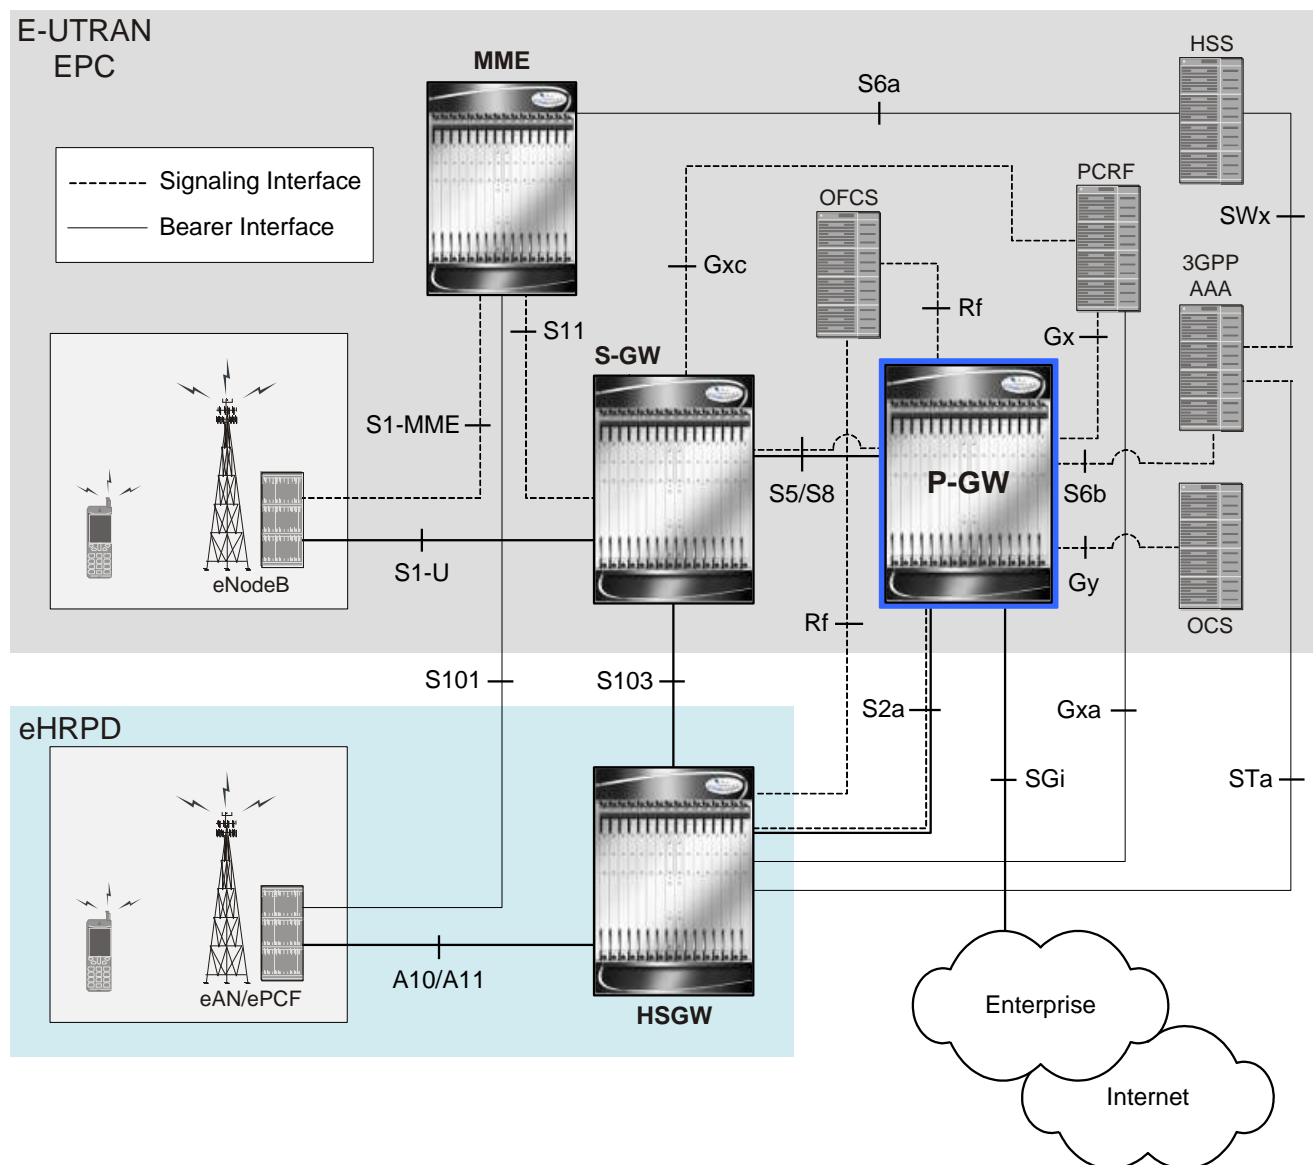 E-UTRAN
EPC
MME
HSS
S6a
Signaling Interface
Bearer Interface
PCRF
OFCS
SWx
Gxc
3GPP
AAA
Rf
S11
Gx
S-GW
S1-MME
P-GW
S5/S8
S6b
S1-U
eNodeB
Gy
Rf
OCS
S101
S103
S2a
Gxa
eHRPD
SGi
STa
A10/A11
eAN/ePCF
HSGW
Enterprise
Internet